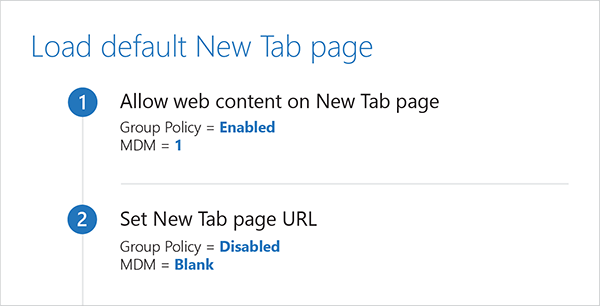 Load default New Tab page
1 Allow web content on New Tab page
Group Policy = Enabled
MDM = 1
2 Set New Tab page URL
Group Policy = Disabled
MDM = Blank